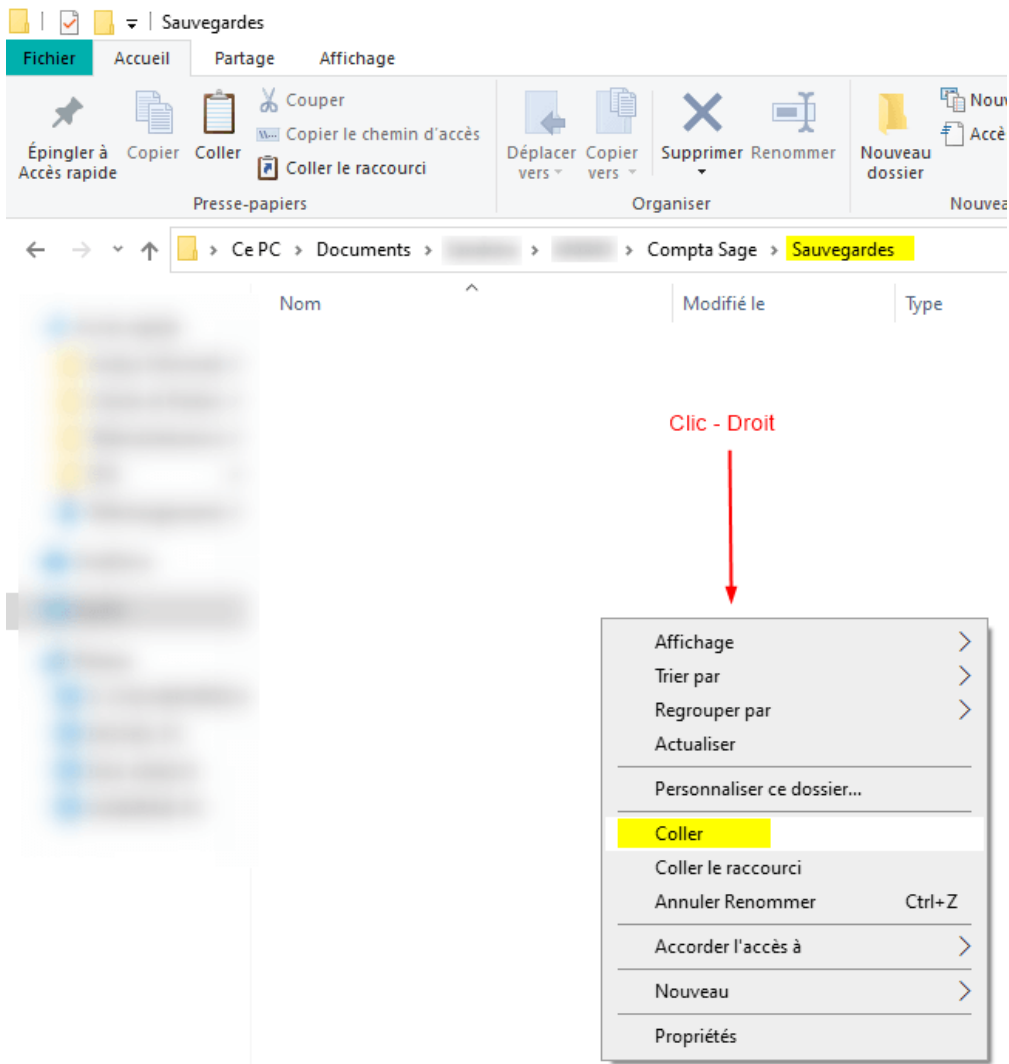 Sauvegardes
Fichier Accueil Partage Affichage
Épingler à Accès rapide
Copier
Coller
Couper
Copier le chemin d'accès
Coller le raccourci
Presse-papiers
Déplacer vers
Copier vers
Supprimer
Renommer
Organiser
Nouveau dossier
Nouv
Accè
Nouvea
Ce PC > Documents > > > Compta Sage > Sauvegardes
Nom Modifié le Type
Clic - Droit
Affichage
Trier par
Regrouper par
Actualiser
Personnaliser ce dossier...
Coller
Coller le raccourci
Annuler Renommer Ctrl+Z
Accorder l'accès à
Nouveau
Propriétés